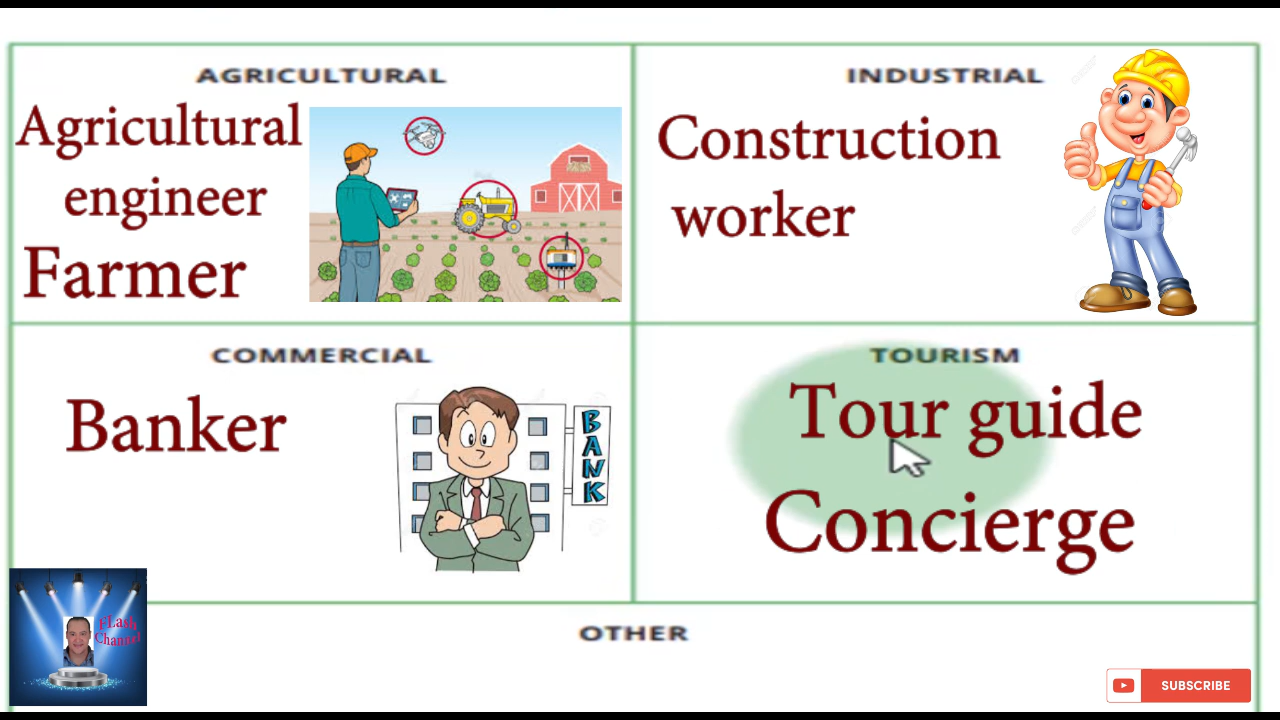 AGRICULTURAL
Agricultural
engineer
Farmer
INDUSTRIAL
Construction
worker
COMMERCIAL
Banker
BANK
TOURISM
Tour guide
Concierge
OTHER
FLash
Channel
SUBSCRIBE